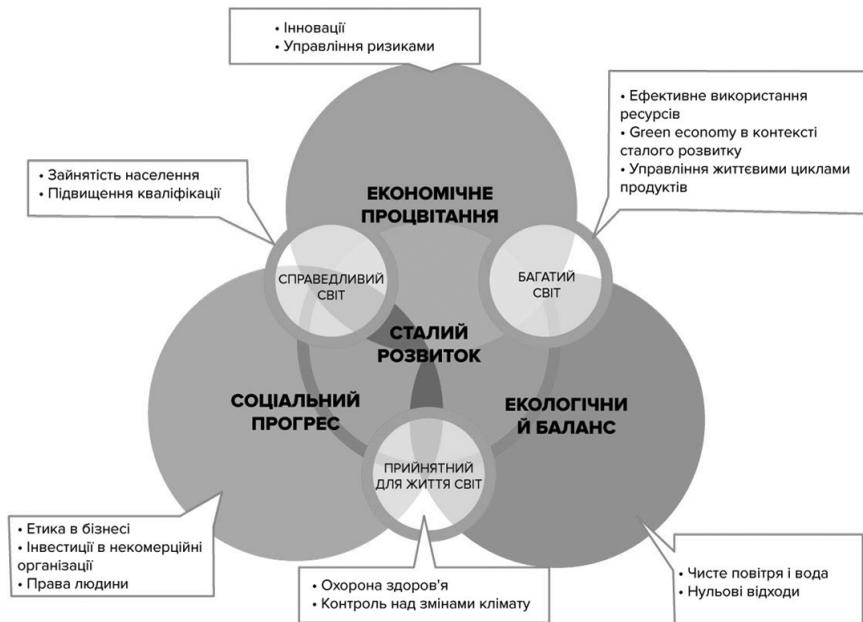 • Інновації
• Управління ризиками
• Ефективне використання
ресурсів
• Green economy в контексті
сталого розвитку
• Управління життєвими циклами
продуктів
• Зайнятість населення
• Підвищення кваліфікації
ЕКОНОМІЧНЕ
ПРОЦВІТАННЯ
СПРАВЕДЛИВИЙ
СВІТ
БАГАТИЙ
СВІТ
СТАЛИЙ
РОЗВИТОК
СОЦІАЛЬНИЙ
ПРОГРЕС
ЕКОЛОГІЧНИ
Й БАЛАНС
ПРИЙНЯТНИЙ
ДЛЯ ЖИТТЯ СВІТ
• Етика в бізнесі
• Інвестиції в некомерційні
організації
• Права людини
• Охорона здоров'я
• Контроль над змінами клімату
• Чисте повітря і вода
• Нульові відходи